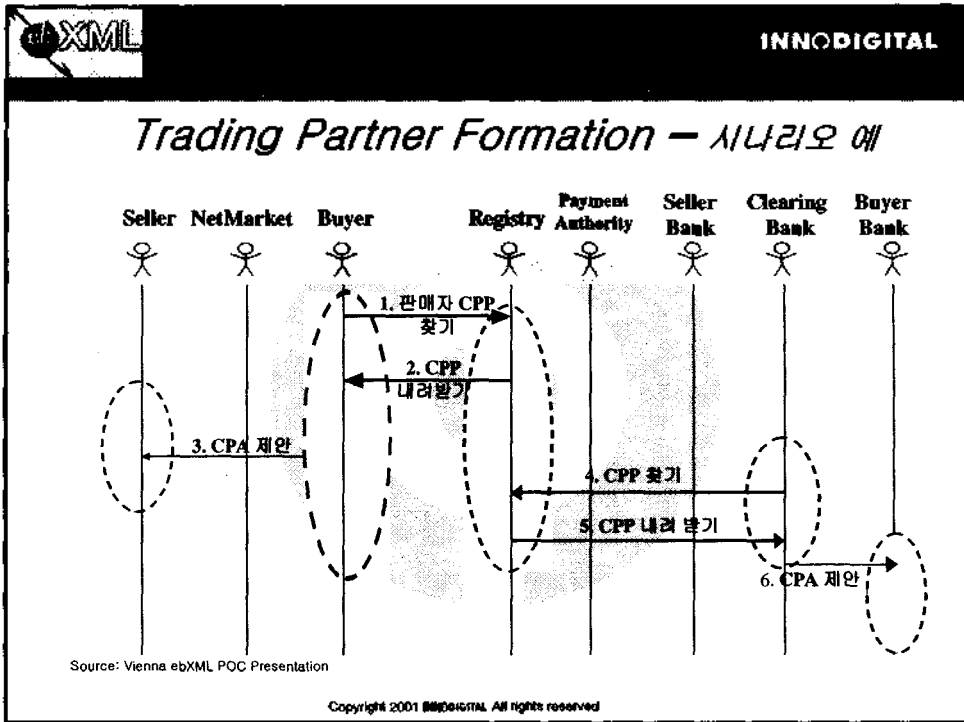 ebXML
INNODIGITAL
Trading Partner Formation – 시나리오 예
Seller NetMarket Buyer Registry Payment Authority Seller Bank Clearing Bank Buyer Bank
1. 판매자 CPP
찾기
2. CPP
내려받기
3. CPA 제안
4. CPP 찾기
5. CPP 내려 받기
6. CPA 제안
Source: Vienna ebXML POC Presentation
Copyright 2001 INNODIGITAL All rights reserved